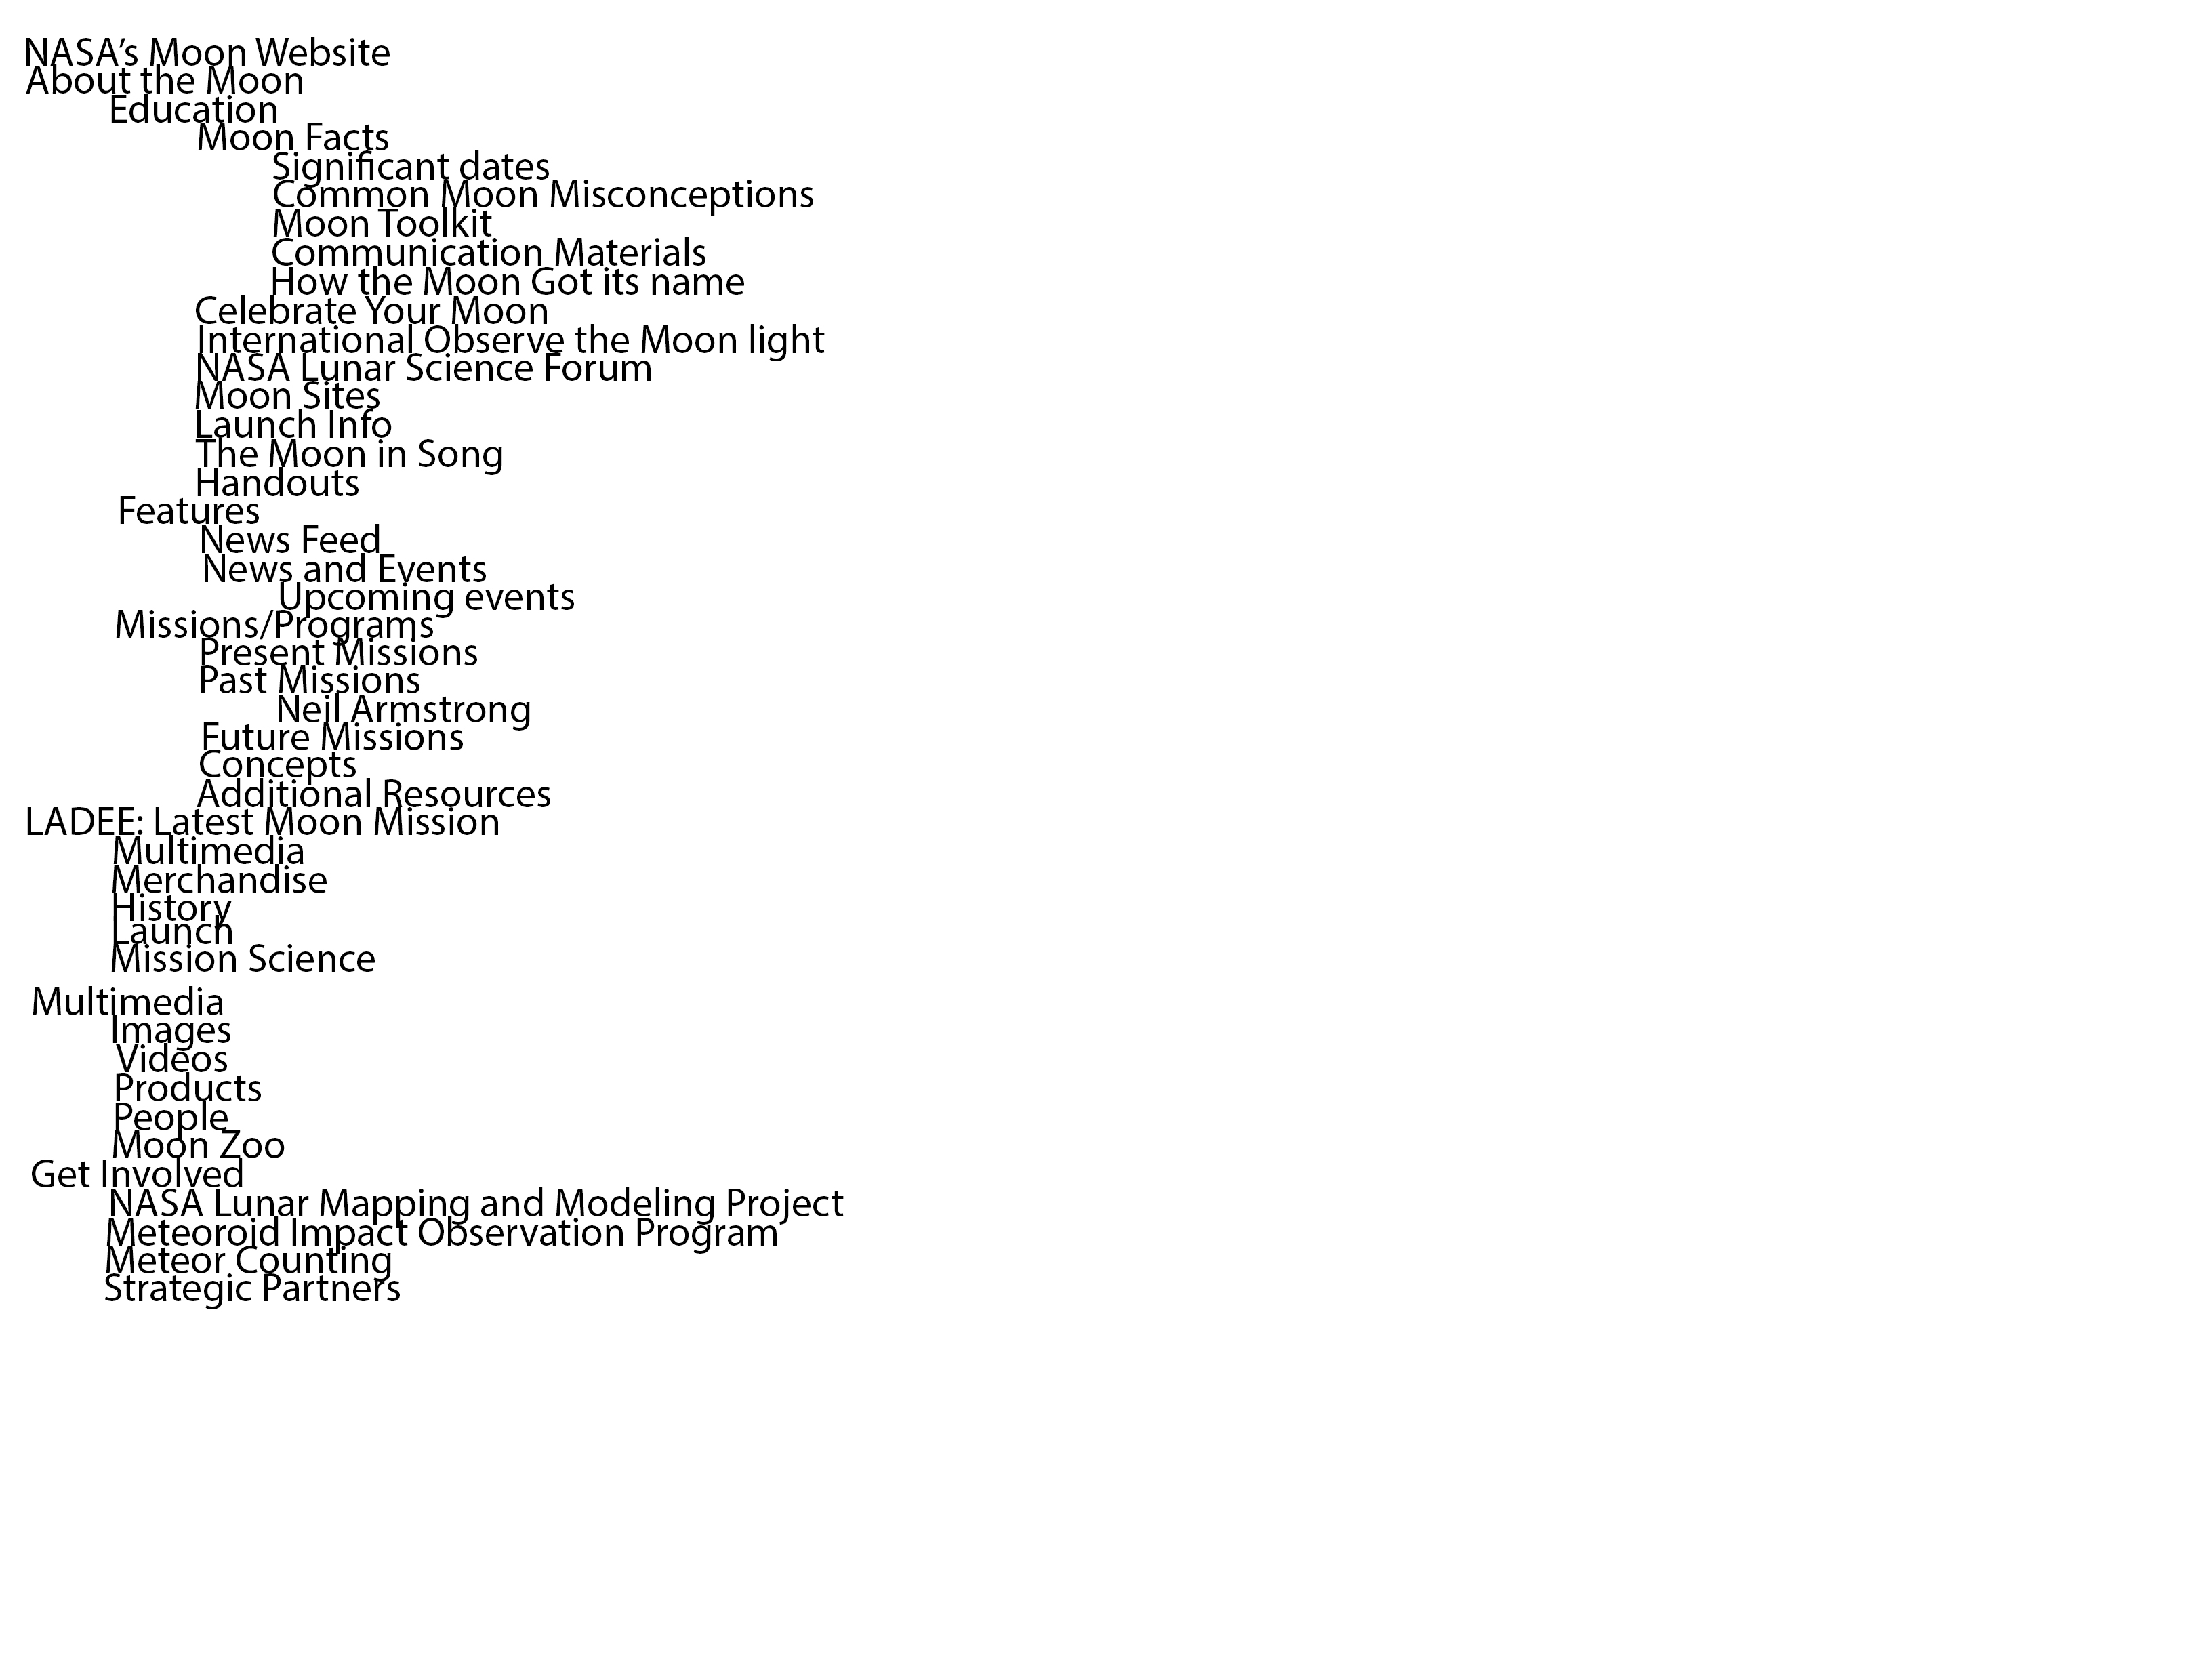 NASA’s Moon Website
About the Moon
Education
Moon Facts
Significant dates
Common Moon Misconceptions
Moon Toolkit
Communication Materials
How the Moon Got its name
Celebrate Your Moon
International Observe the Moon light
NASA Lunar Science Forum
Moon Sites
Launch Info
The Moon in Song
Handouts
Features
News Feed
News and Events
Upcoming events
Missions/Programs
Present Missions
Past Missions
Neil Armstrong
Future Missions
Concepts
Additional Resources
LADEE: Latest Moon Mission
Multimedia
Merchandise
History
Launch
Mission Science
Multimedia
Images
Videos
Products
People
Moon Zoo
Get Involved
NASA Lunar Mapping and Modeling Project
Meteoroid Impact Observation Program
Meteor Counting
Strategic Partners